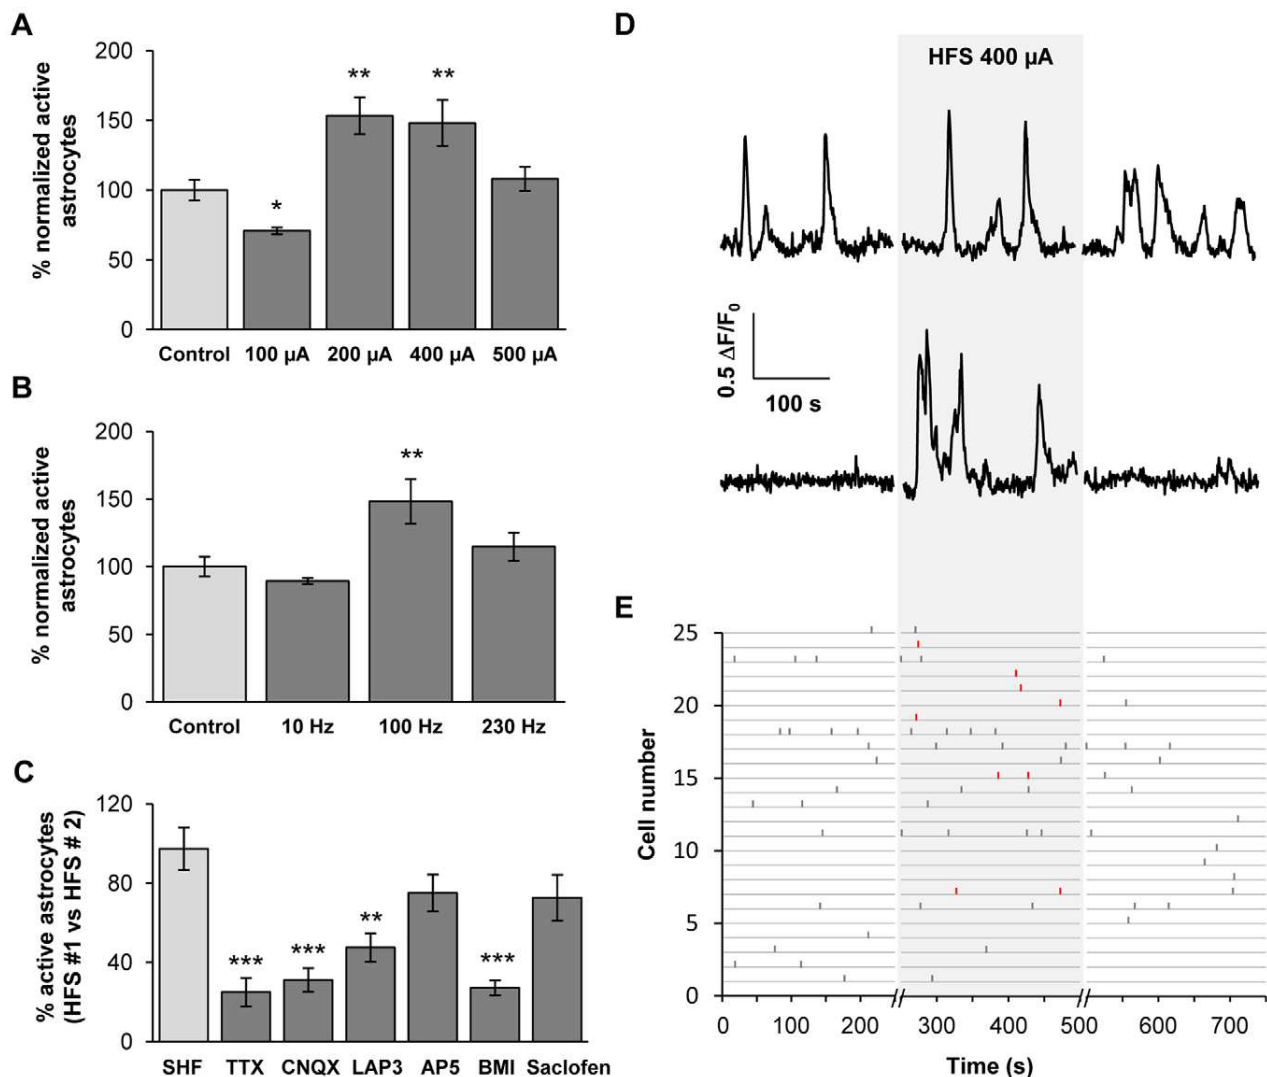 A
% normalized active
astrocytes
200
150
100
50
0
**
**
*
Control 100 µA 200 µA 400 µA 500 µA
B
% normalized active
astrocytes
200
150
100
50
0
**
Control 10 Hz 100 Hz 230 Hz
C
% active astrocytes
(HFS #1 vs HFS # 2)
120
80
40
0
***
***
**
***
SHF TTX CNQX LAP3 AP5 BMI Saclofen
D
HFS 400 µA
0.5 ΔF/F0
100 s
E
Cell number
25
20
15
10
5
0
0 100 200 300 400 500 600 700
Time (s)